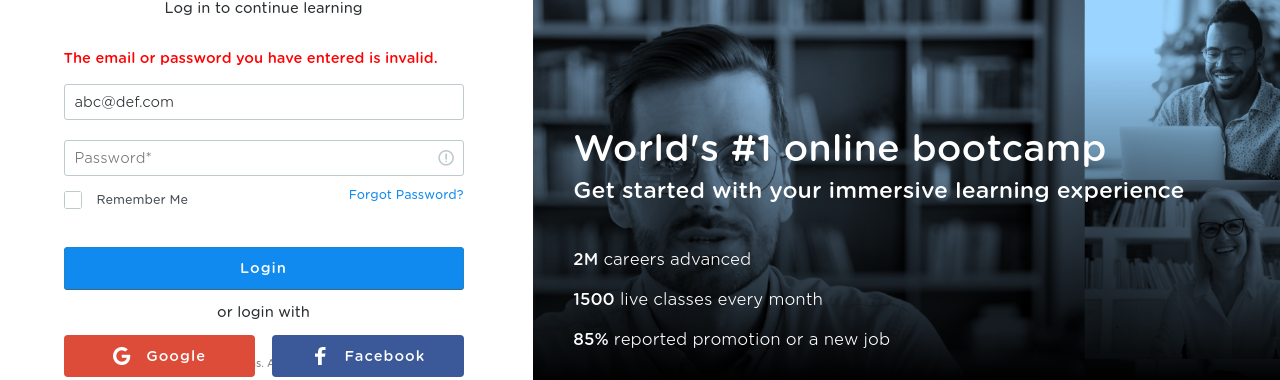 Log in to continue learning
The email or password you have entered is invalid.
abc@def.com
Password*
Remember Me
Forgot Password?
Login
or login with
Google
s. A
Facebook
World's #1 online bootcamp
Get started with your immersive learning experience
2M careers advanced
1500 live classes every month
85% reported promotion or a new job